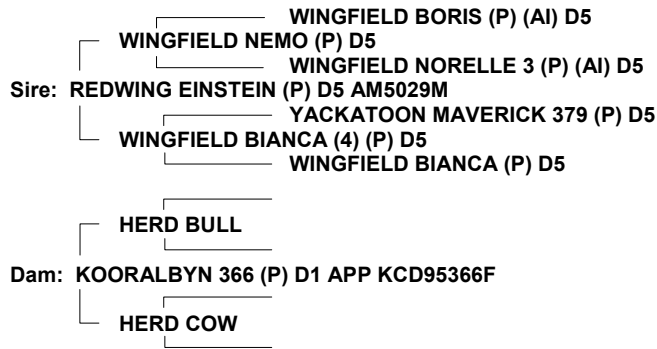 WINGFIELD BORIS (P) (AI) D5
WINGFIELD NEMO (P) D5
WINGFIELD NORELLE 3 (P) (AI) D5
Sire: REDWING EINSTEIN (P) D5 AM5029M
YACKATOON MAVERICK 379 (P) D5
WINGFIELD BIANCA (4) (P) D5
WINGFIELD BIANCA (P) D5
HERD BULL
Dam: KOORALBYN 366 (P) D1 APP KCD95366F
HERD COW